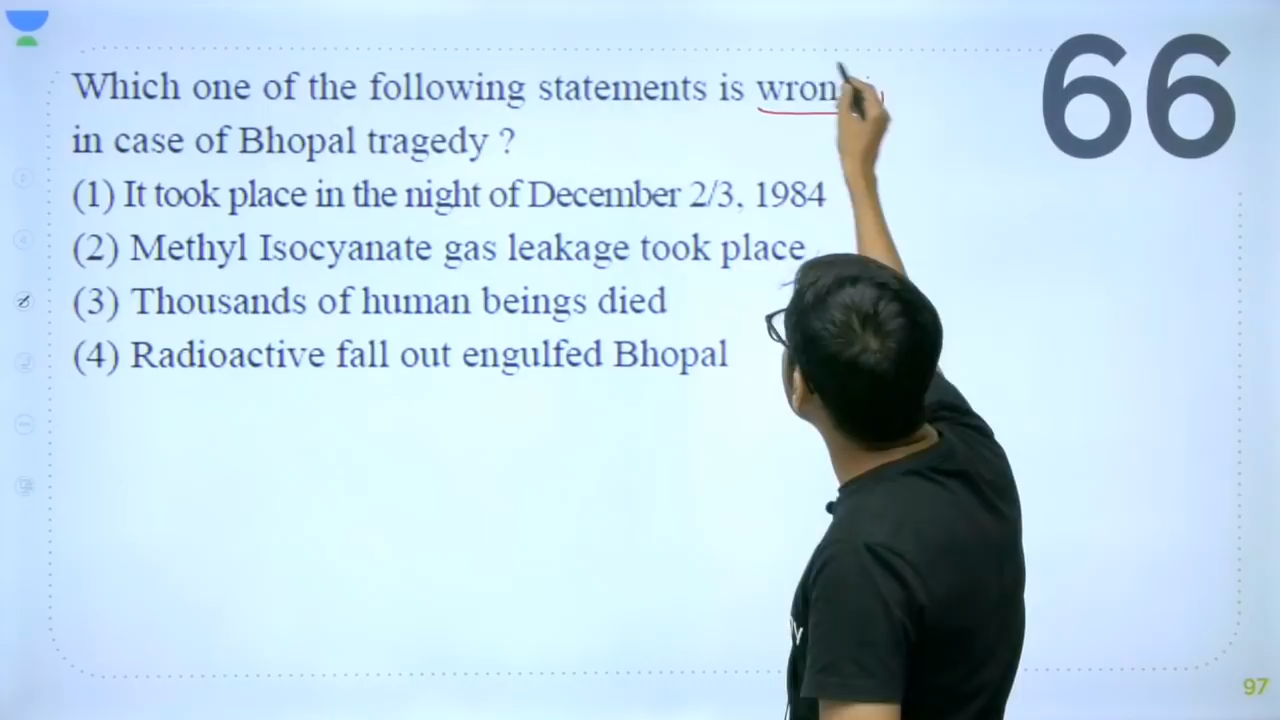 66
Which one of the following statements is wron
in case of Bhopal tragedy ?
(1) It took place in the night of December 2/3, 1984
(2) Methyl Isocyanate gas leakage took place
(3) Thousands of human beings died
(4) Radioactive fall out engulfed Bhopal
97